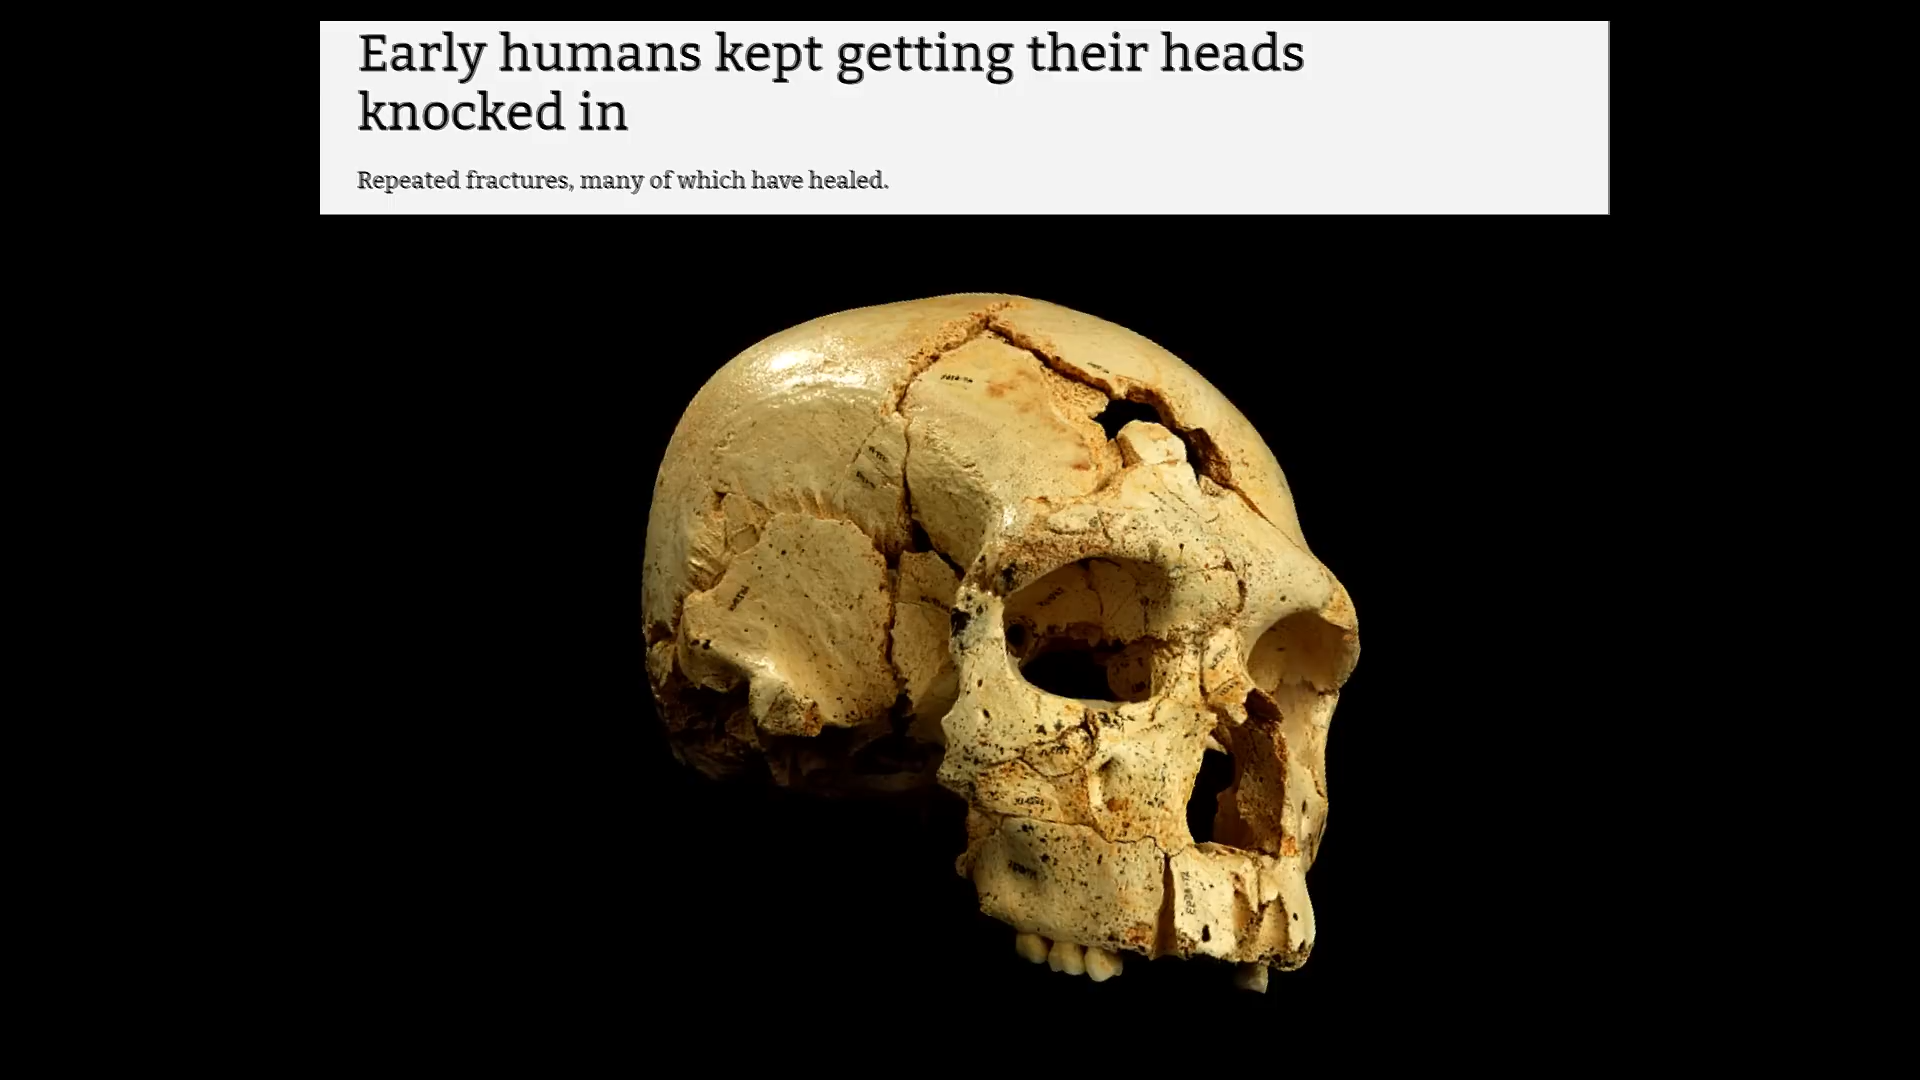 Early humans kept getting their heads
knocked in
Repeated fractures, many of which have healed.